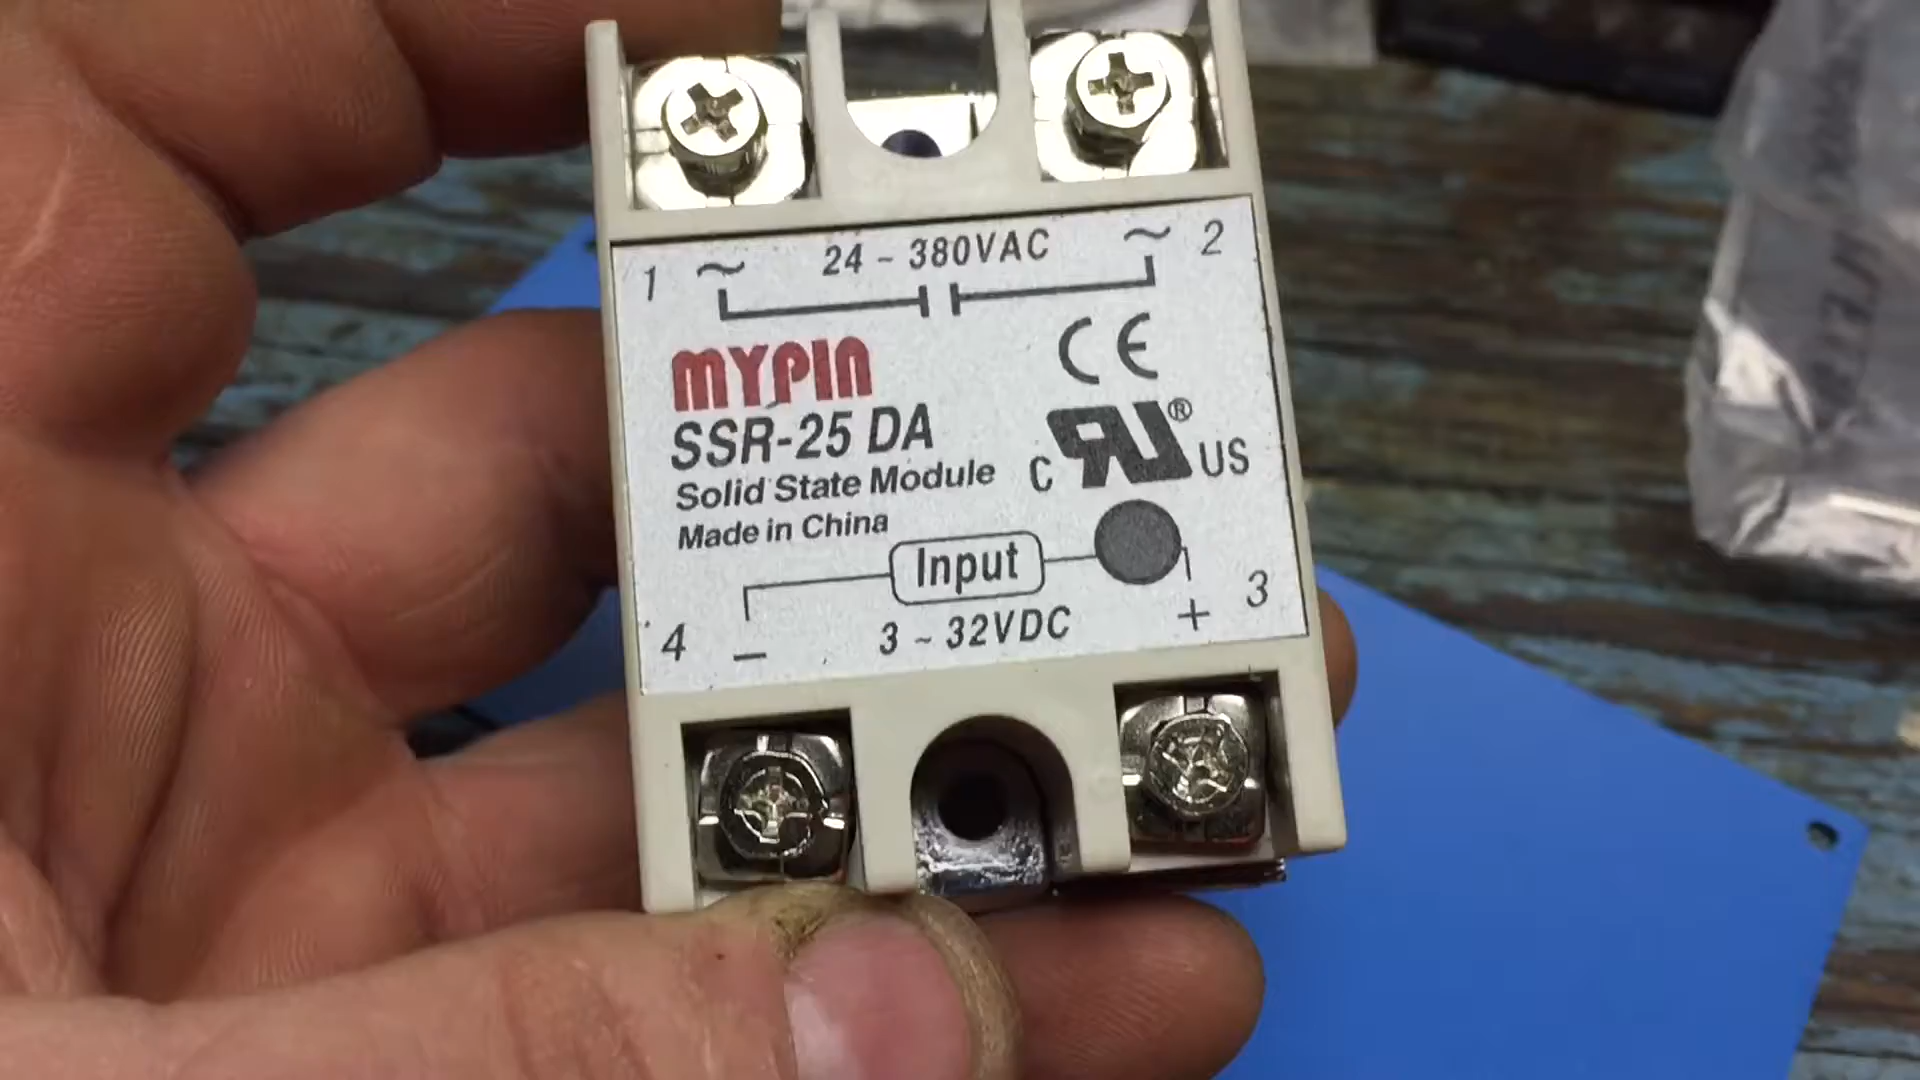 1 ~ 24 ~ 380VAC ~ 2
MYPIN
CE
SSR-25 DA
Solid State Module
Made in China
C RU® US
Input
4 − 3 ~ 32VDC + 3